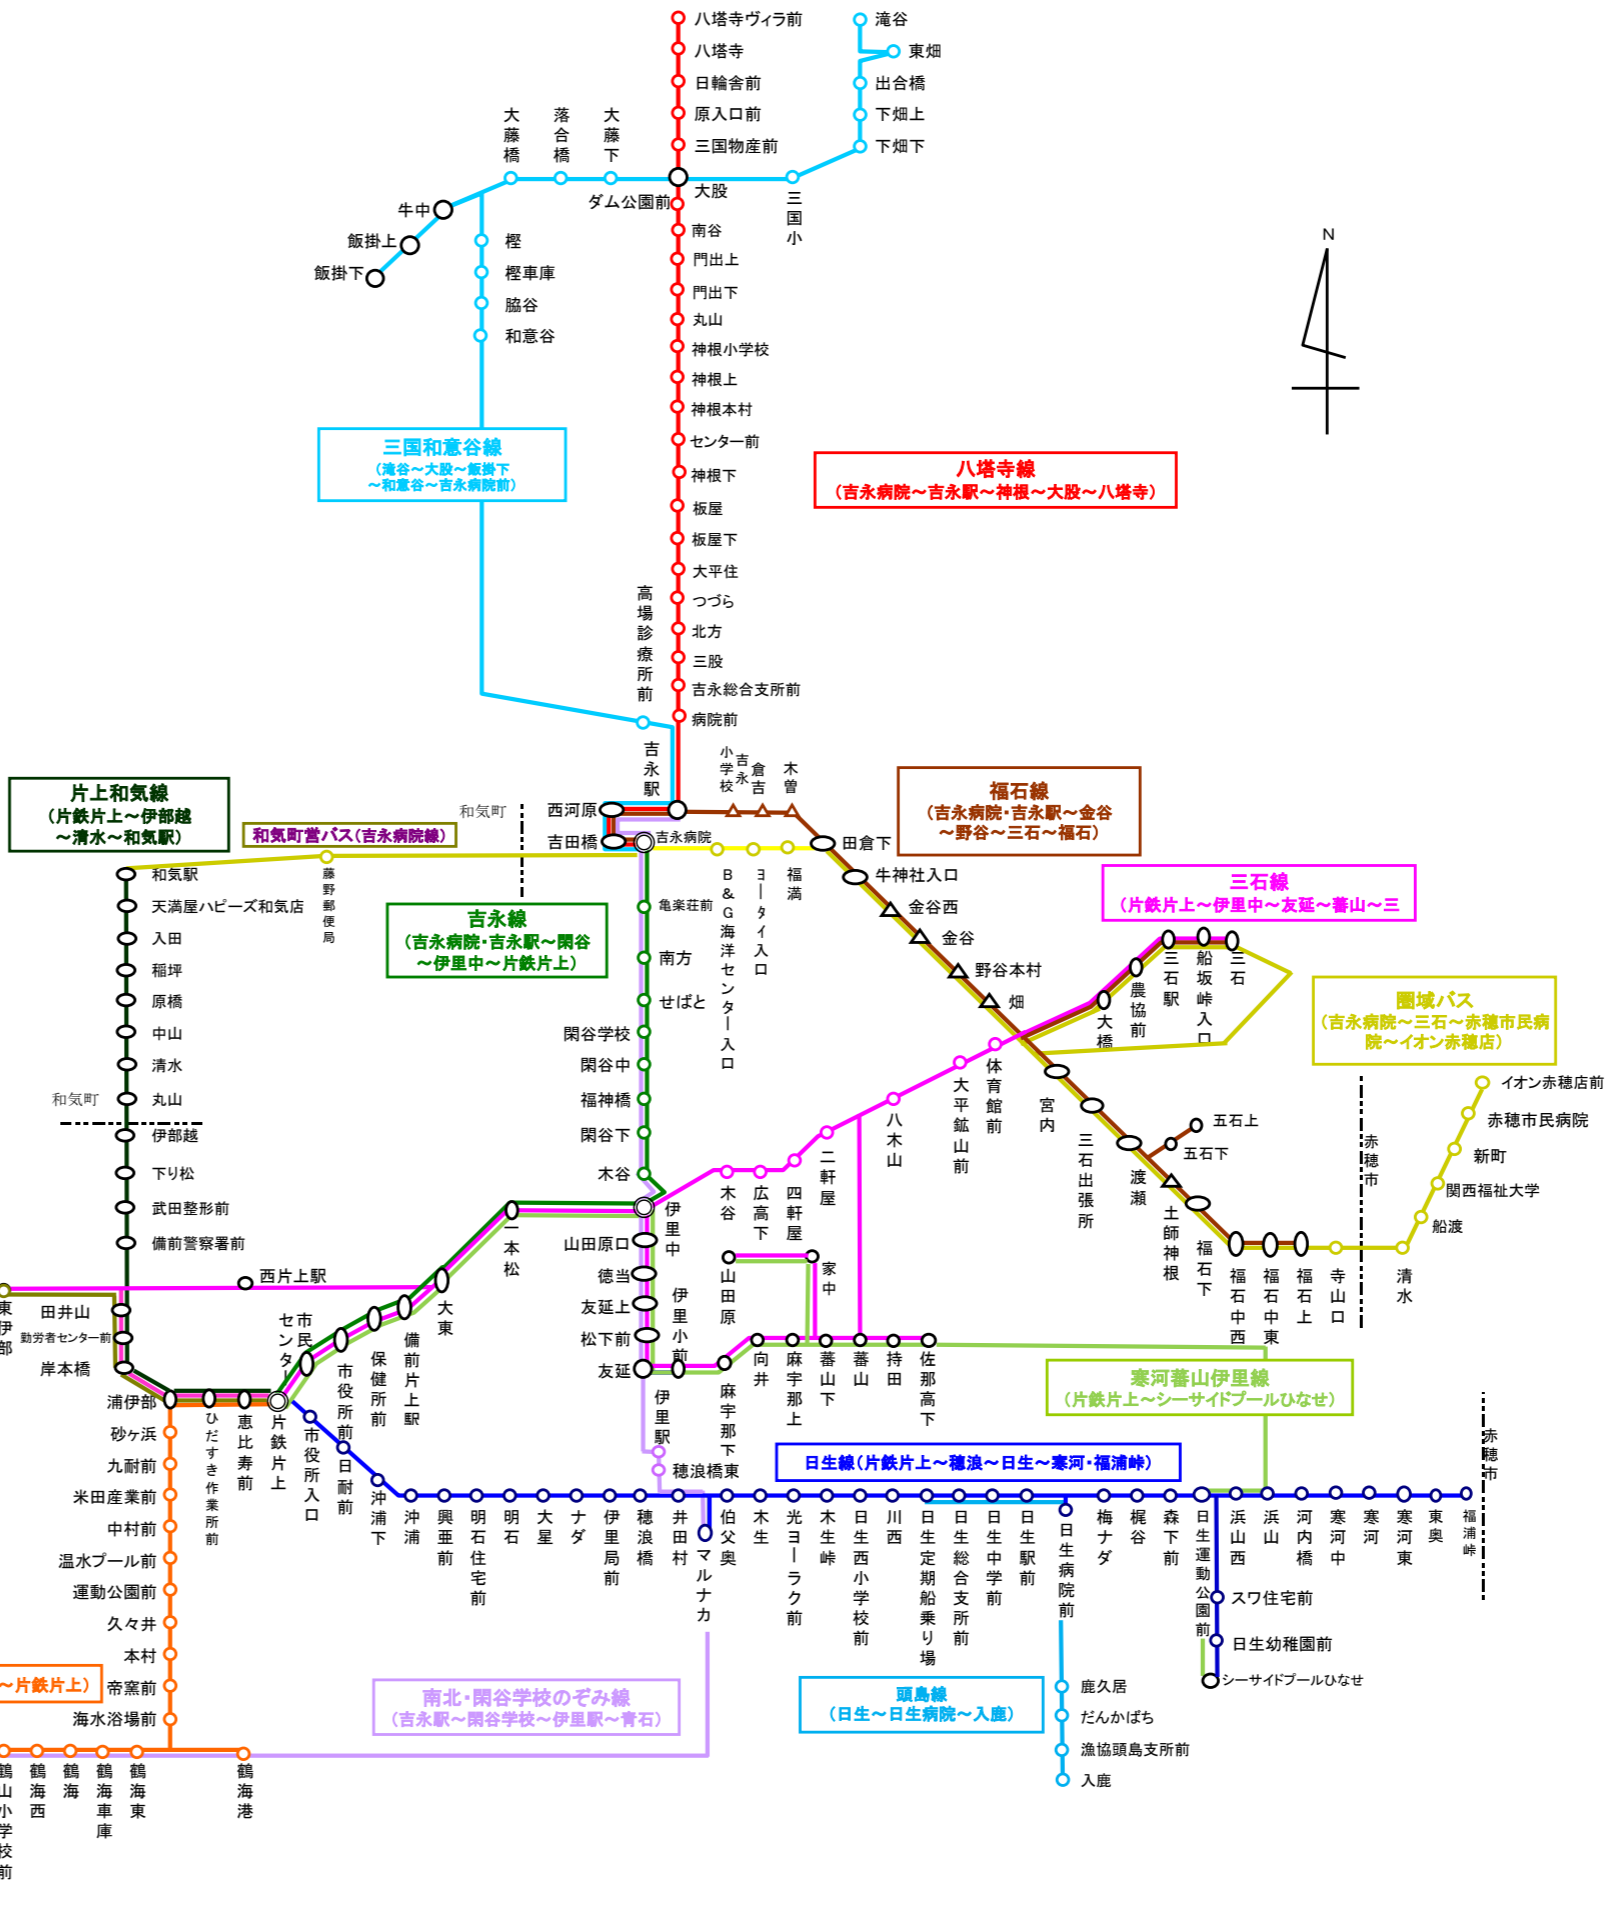 八塔寺ヴィラ前
八塔寺
日輪舎前
原入口前
三国物産前
大股
ダム公園前
南谷
門出上
門出下
丸山
神根小学校
神根上
神根本村
センター前
神根下
板屋
板屋下
大平住
つづら
北方
三股
吉永総合支所前
病院前
滝谷
東畑
出合橋
下畑上
下畑下
三国小
大藤下
落合橋
大藤橋
牛中
飯掛上
飯掛下
樫
樫車庫
脇谷
和意谷
高場診療所前
N
三国和意谷線
(滝谷～大股～飯掛下
～和意谷～吉永病院前)
八塔寺線
(吉永病院～吉永駅～神根～大股～八塔寺)
吉永駅
西河原
吉田橋
吉永病院
吉永小学校
倉吉
木曽
田倉下
牛神社入口
金谷西
金谷
野谷本村
畑
B&G海洋センター入口
ヨータイ入口
福満
福石線
(吉永病院・吉永駅～金谷
～野谷～三石～福石)
片上和気線
(片鉄片上～伊部越
～清水～和気駅)
和気町
和気町営バス(吉永病院線)
藤野郵便局
和気駅
天満屋ハピーズ和気店
入田
稲坪
原橋
中山
清水
丸山
和気町
伊部越
下り松
武田整形前
備前警察署前
吉永線
(吉永病院・吉永駅～閑谷
～伊里中～片鉄片上)
亀楽荘前
南方
せばと
閑谷学校
閑谷中
福神橋
閑谷下
木谷
伊里中
三石線
(片鉄片上～伊里中～友延～蕃山～三
大橋
農協前
三石駅
船坂峠入口
三石
圏域バス
(吉永病院～三石～赤穂市民病
院～イオン赤穂店)
イオン赤穂店前
赤穂市民病院
新町
関西福祉大学
船渡
清水
赤穂市
寺山口
福石上
福石中東
福石中西
福石下
土師神根
五石上
五石下
渡瀬
三石出張所
宮内
体育館前
大平鉱山前
八木山
二軒屋
四軒屋
広高下
木谷
山田原口
徳当
友延上
松下前
友延
伊里小前
山田原
家中
麻宇那下
向井
麻宇那上
蕃山下
蕃山
持田
佐那高下
寒河蕃山伊里線
(片鉄片上～シーサイドプールひなせ)
一本松
大東
備前片上駅
保健所前
市役所前
市民センター
片鉄片上
西片上駅
東伊部
田井山
勤労者センター前
岸本橋
浦伊部
ひだすき作業所前
恵比寿前
砂ヶ浜
九耐前
米田産業前
中村前
温水プール前
運動公園前
久々井
本村
帝窯前
海水浴場前
～片鉄片上)
鶴山小学校前
鶴海西
鶴海
鶴海車庫
鶴海東
鶴海港
伊里駅
穂浪橋東
日生線(片鉄片上～穂浪～日生～寒河・福浦峠)
市役所入口
日耐前
沖浦下
沖浦
興亜前
明石住宅前
明石
大星
ナダ
伊里局前
穂浪橋
井田村
マルナカ
伯父奥
木生
光ヨーラク前
木生峠
日生西小学校前
川西
日生定期船乗り場
日生総合支所前
日生中学前
日生駅前
日生病院前
梅ナダ
梶谷
森下前
日生運動公園前
浜山西
浜山
河内橋
寒河中
寒河
寒河東
東奥
福浦峠
赤穂市
スワ住宅前
日生幼稚園前
シーサイドプールひなせ
南北・閑谷学校のぞみ線
(吉永駅～閑谷学校～伊里駅～青石)
頭島線
(日生～日生病院～入鹿)
鹿久居
だんかばち
漁協頭島支所前
入鹿